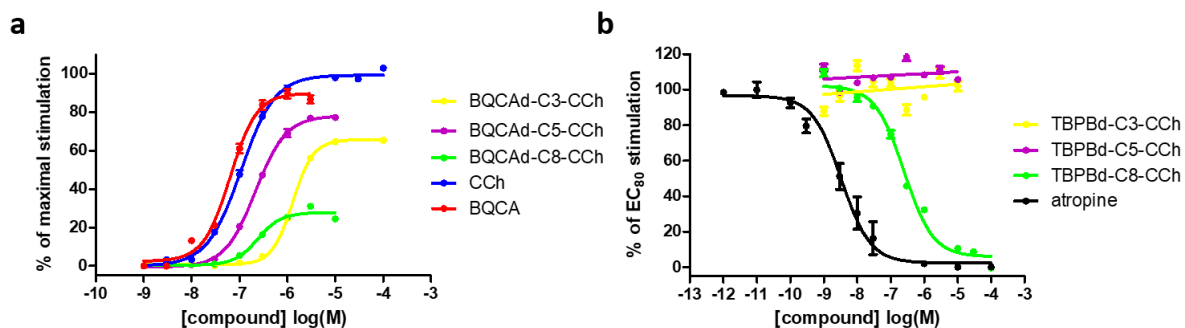 a
% of maximal stimulation
100
80
60
40
20
0
-10 -9 -8 -7 -6 -5 -4 -3
[compound] log(M)
BQCAd-C3-CCh
BQCAd-C5-CCh
BQCAd-C8-CCh
CCh
BQCA
b
% of EC80 stimulation
120
100
80
60
40
20
0
-13 -12 -11 -10 -9 -8 -7 -6 -5 -4 -3
[compound] log(M)
TBPBd-C3-CCh
TBPBd-C5-CCh
TBPBd-C8-CCh
atropine